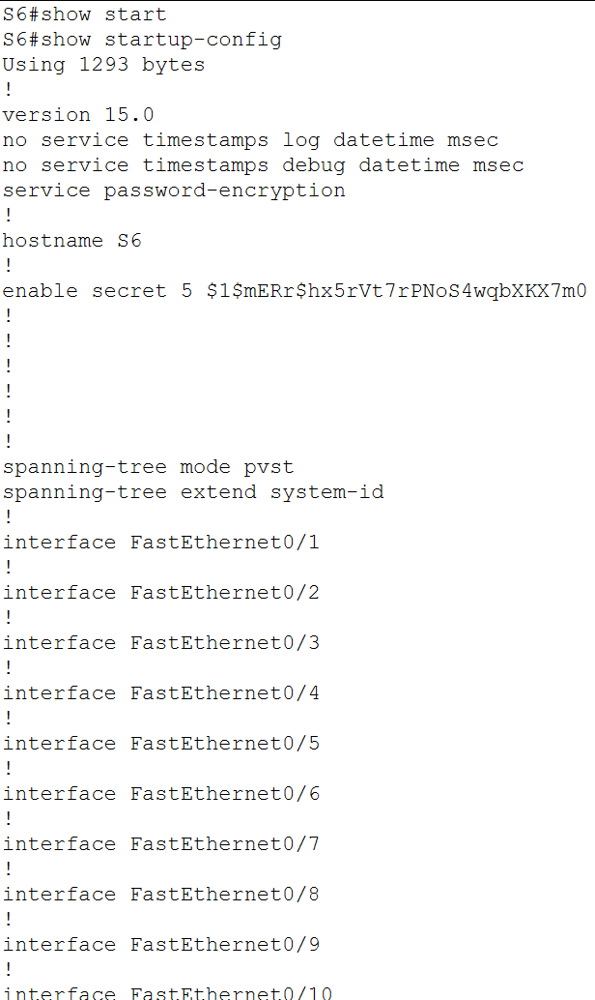 S6#show start
S6#show startup-config
Using 1293 bytes
!
version 15.0
no service timestamps log datetime msec
no service timestamps debug datetime msec
service password-encryption
!
hostname S6
!
enable secret 5 $1$mERr$hx5rVt7rPNoS4wqbXKX7m0
!
!
!
!
!
!
spanning-tree mode pvst
spanning-tree extend system-id
!
interface FastEthernet0/1
!
interface FastEthernet0/2
!
interface FastEthernet0/3
!
interface FastEthernet0/4
!
interface FastEthernet0/5
!
interface FastEthernet0/6
!
interface FastEthernet0/7
!
interface FastEthernet0/8
!
interface FastEthernet0/9
!
interface FastEthernet0/10